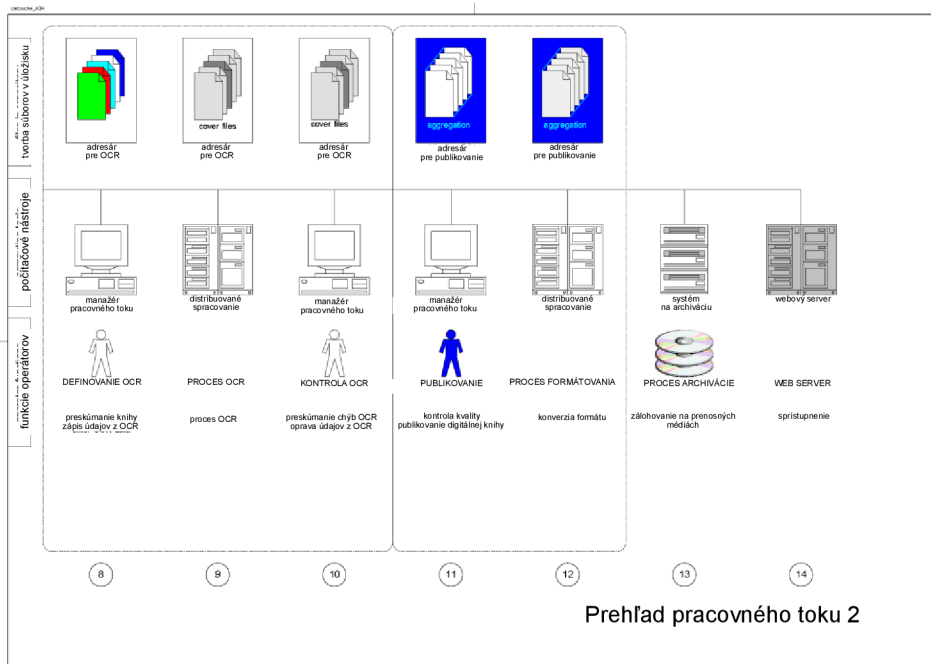 cartouche_A3H
tvorba súborov v úložisku
cover files
cover files
aggregation
aggregation
adresár
pre OCR
adresár
pre OCR
adresár
pre OCR
adresár
pre publikovanie
adresár
pre publikovanie
počítačové nástroje
manažér
pracovného toku
distribuované
spracovanie
manažér
pracovného toku
manažér
pracovného toku
distribuované
spracovanie
systém
na archiváciu
webový server
funkcie operátorov
DEFINOVANIE OCR
PROCES OCR
KONTROLA OCR
PUBLIKOVANIE
PROCES FORMÁTOVANIA
PROCES ARCHIVÁCIE
WEB SERVER
preskúmanie knihy
zápis údajov z OCR
proces OCR
preskúmanie chýb OCR
oprava údajov z OCR
kontrola kvality
publikovanie digitálnej knihy
konverzia formátu
zálohovanie na prenosných
médiách
sprístupnenie
8
9
10
11
12
13
14
Prehľad pracovného toku 2